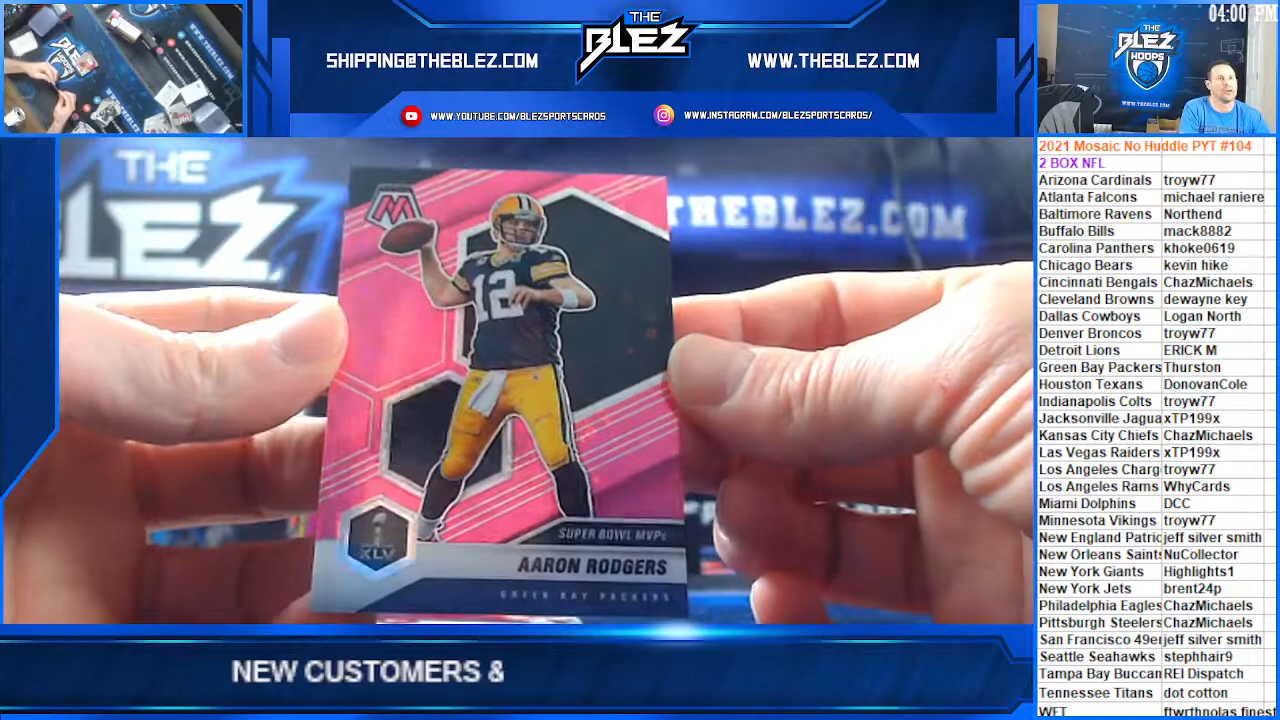 04:00 PM
THE
BLEZ
SHIPPING@THEBLEZ.COM
WWW.THEBLEZ.COM
WWW.YOUTUBE.COM/BLEZSPORTSCARDS
WWW.INSTAGRAM.COM/BLEZSPORTSCARDS/
THE
BLEZ
HOOPS
WWW.THEBLEZ.COM
THE
LEZ
THEBLEZ.COM
M
12
XLV
SUPER BOWL MVPs
AARON RODGERS
GREEN BAY PACKERS
NEW CUSTOMERS &
2021 Mosaic No Huddle PYT #104
2 BOX NFL
Arizona Cardinals troyw77
Atlanta Falcons michael raniere
Baltimore Ravens Northend
Buffalo Bills mack8882
Carolina Panthers khoke0619
Chicago Bears kevin hike
Cincinnati Bengals ChazMichaels
Cleveland Browns dewayne key
Dallas Cowboys Logan North
Denver Broncos troyw77
Detroit Lions ERICK M
Green Bay Packers Thurston
Houston Texans DonovanCole
Indianapolis Colts troyw77
Jacksonville Jagua xTP199x
Kansas City Chiefs ChazMichaels
Las Vegas Raiders xTP199x
Los Angeles Charg troyw77
Los Angeles Rams WhyCards
Miami Dolphins DCC
Minnesota Vikings troyw77
New England Patric jeff silver smith
New Orleans Saints NuCollector
New York Giants Highlights1
New York Jets brent24p
Philadelphia Eagles ChazMichaels
Pittsburgh Steelers ChazMichaels
San Francisco 49er jeff silver smith
Seattle Seahawks stephhair9
Tampa Bay Buccan REI Dispatch
Tennessee Titans dot cotton
WFT ftwrthnolas finest